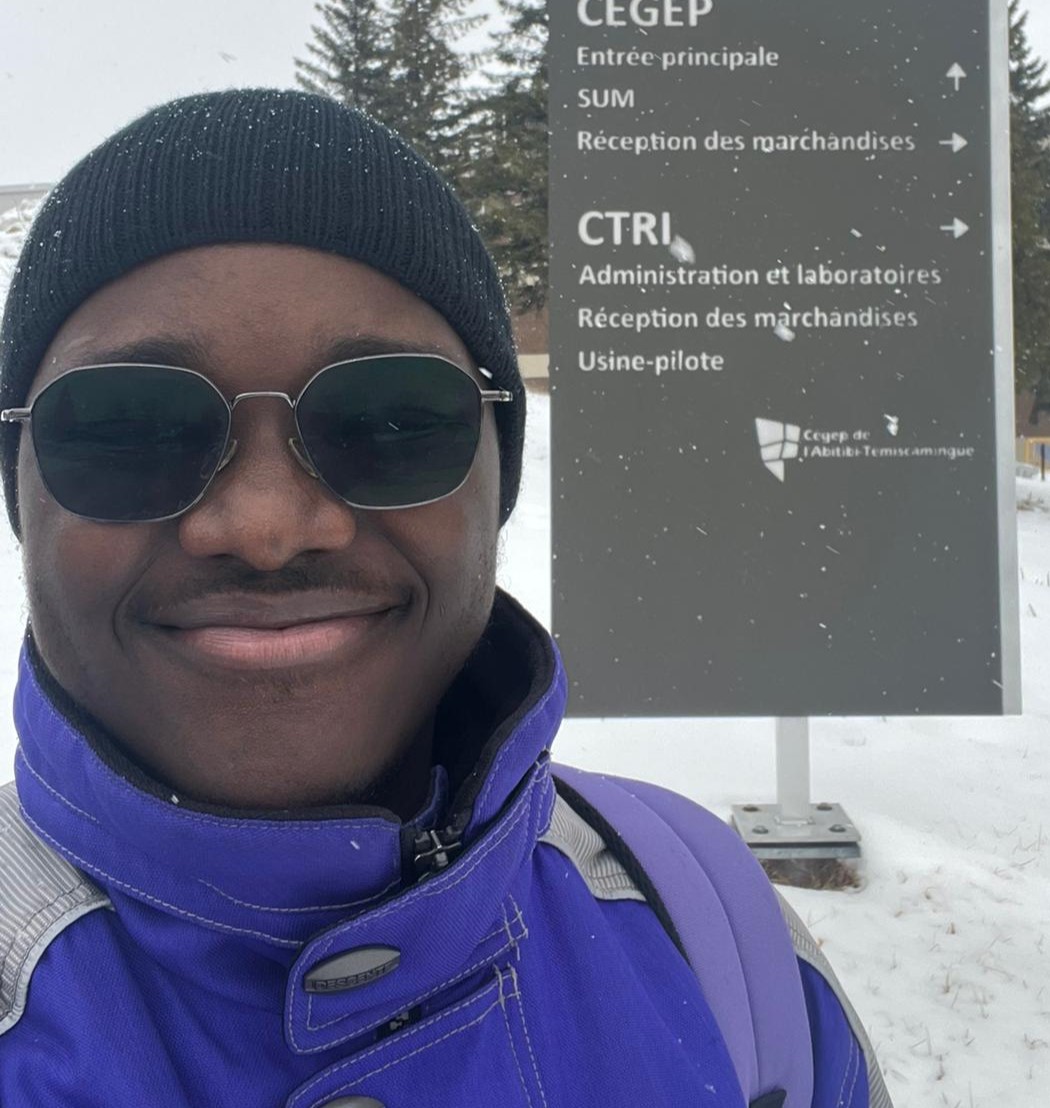 CÉGEP
Entrée principale
SUM
Réception des marchandises
CTRI
Administration et laboratoires
Réception des marchandises
Usine-pilote
Cégep de
l'Abitibi-Témiscamingue
DESCENTE